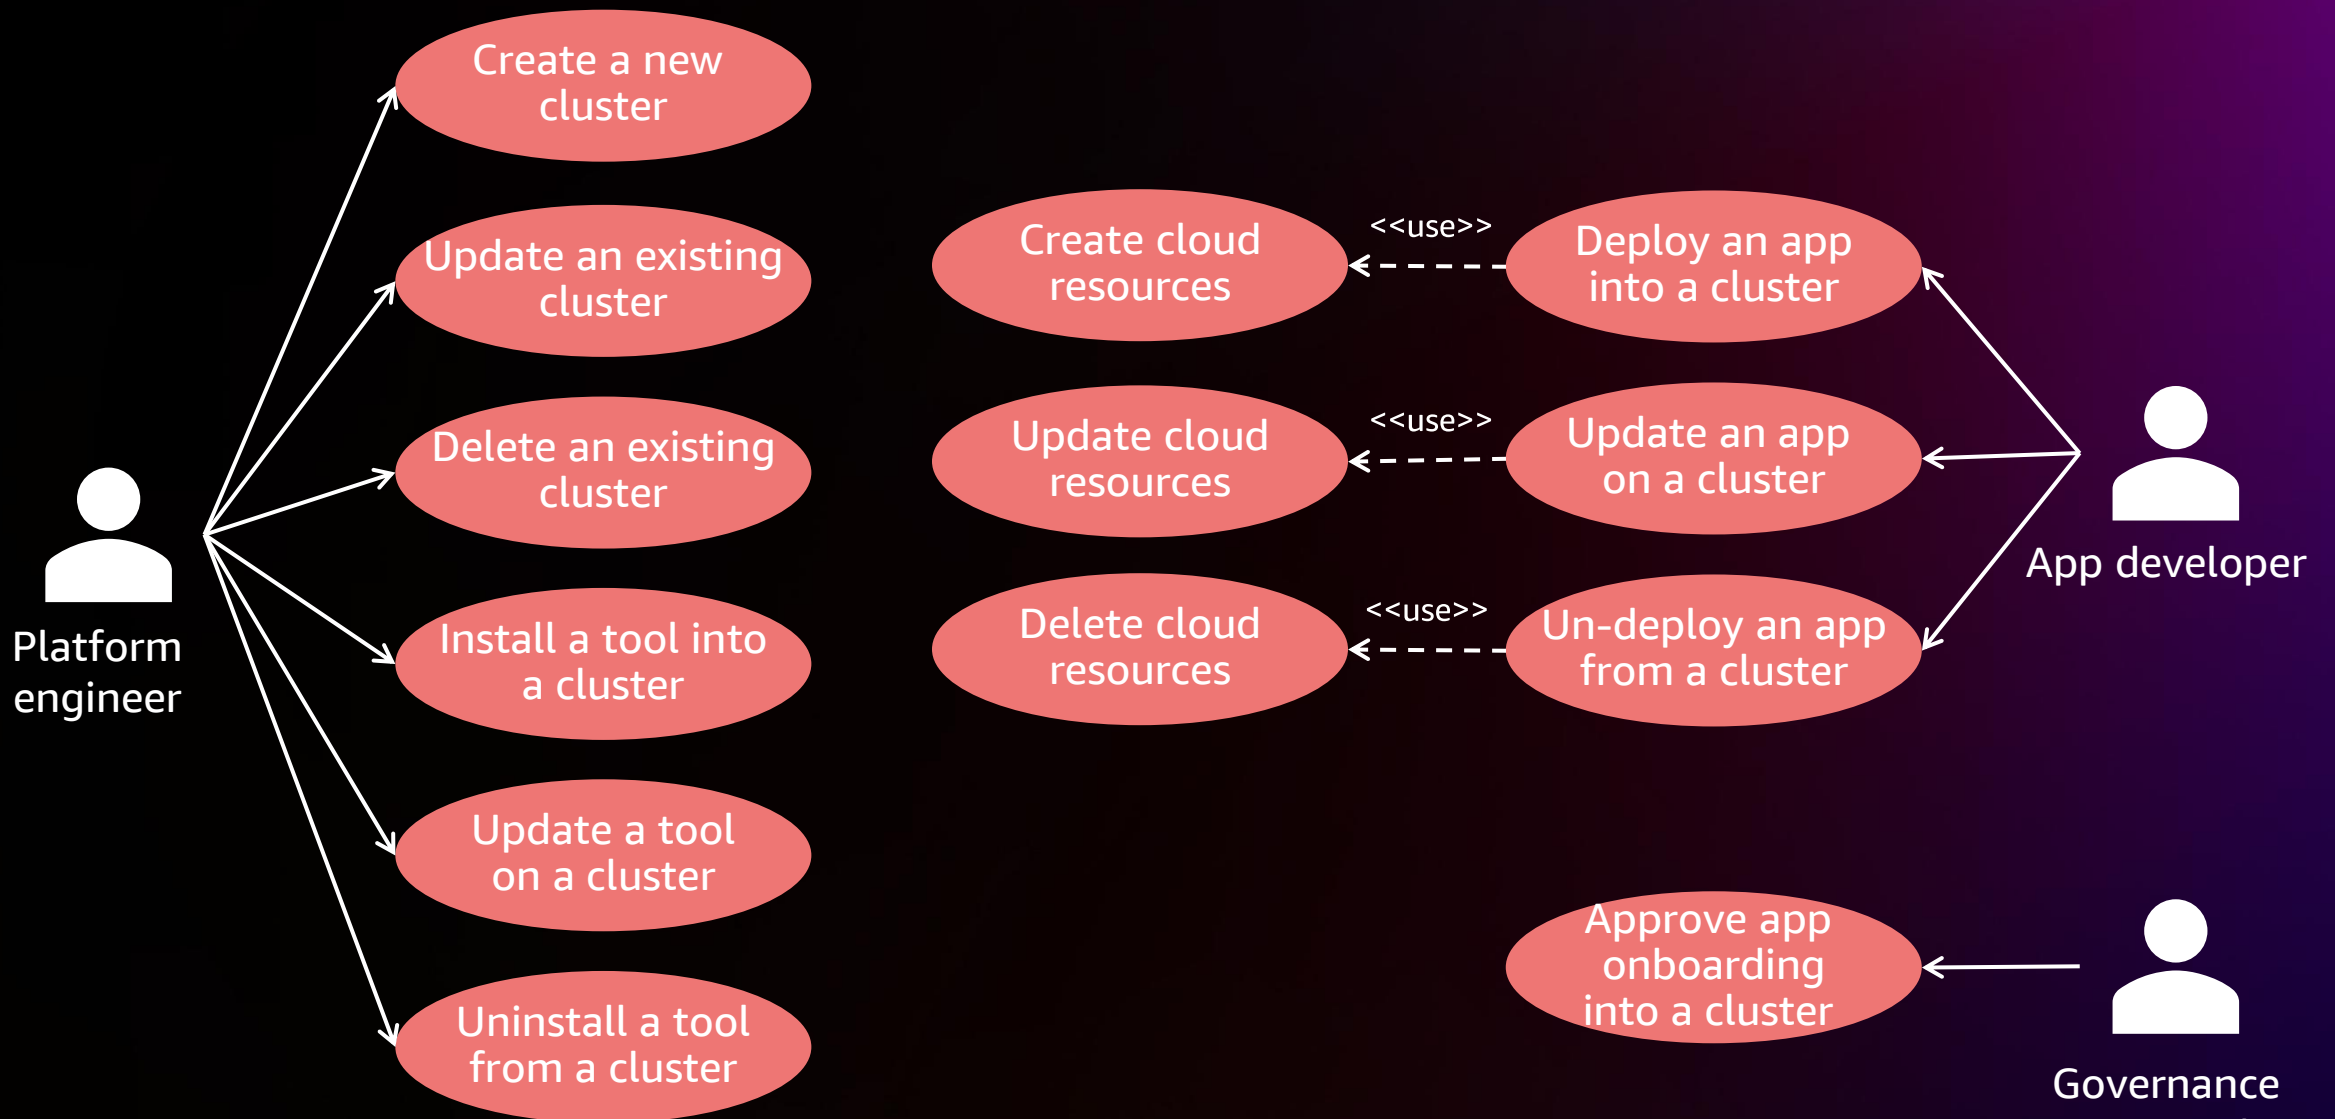 Create a new
cluster
Update an existing
cluster
Delete an existing
cluster
Install a tool into
a cluster
Update a tool
on a cluster
Uninstall a tool
from a cluster
Platform
engineer
Create cloud
resources
Update cloud
resources
Delete cloud
resources
<<use>>
<<use>>
<<use>>
Deploy an app
into a cluster
Update an app
on a cluster
Un-deploy an app
from a cluster
App developer
Approve app
onboarding
into a cluster
Governance